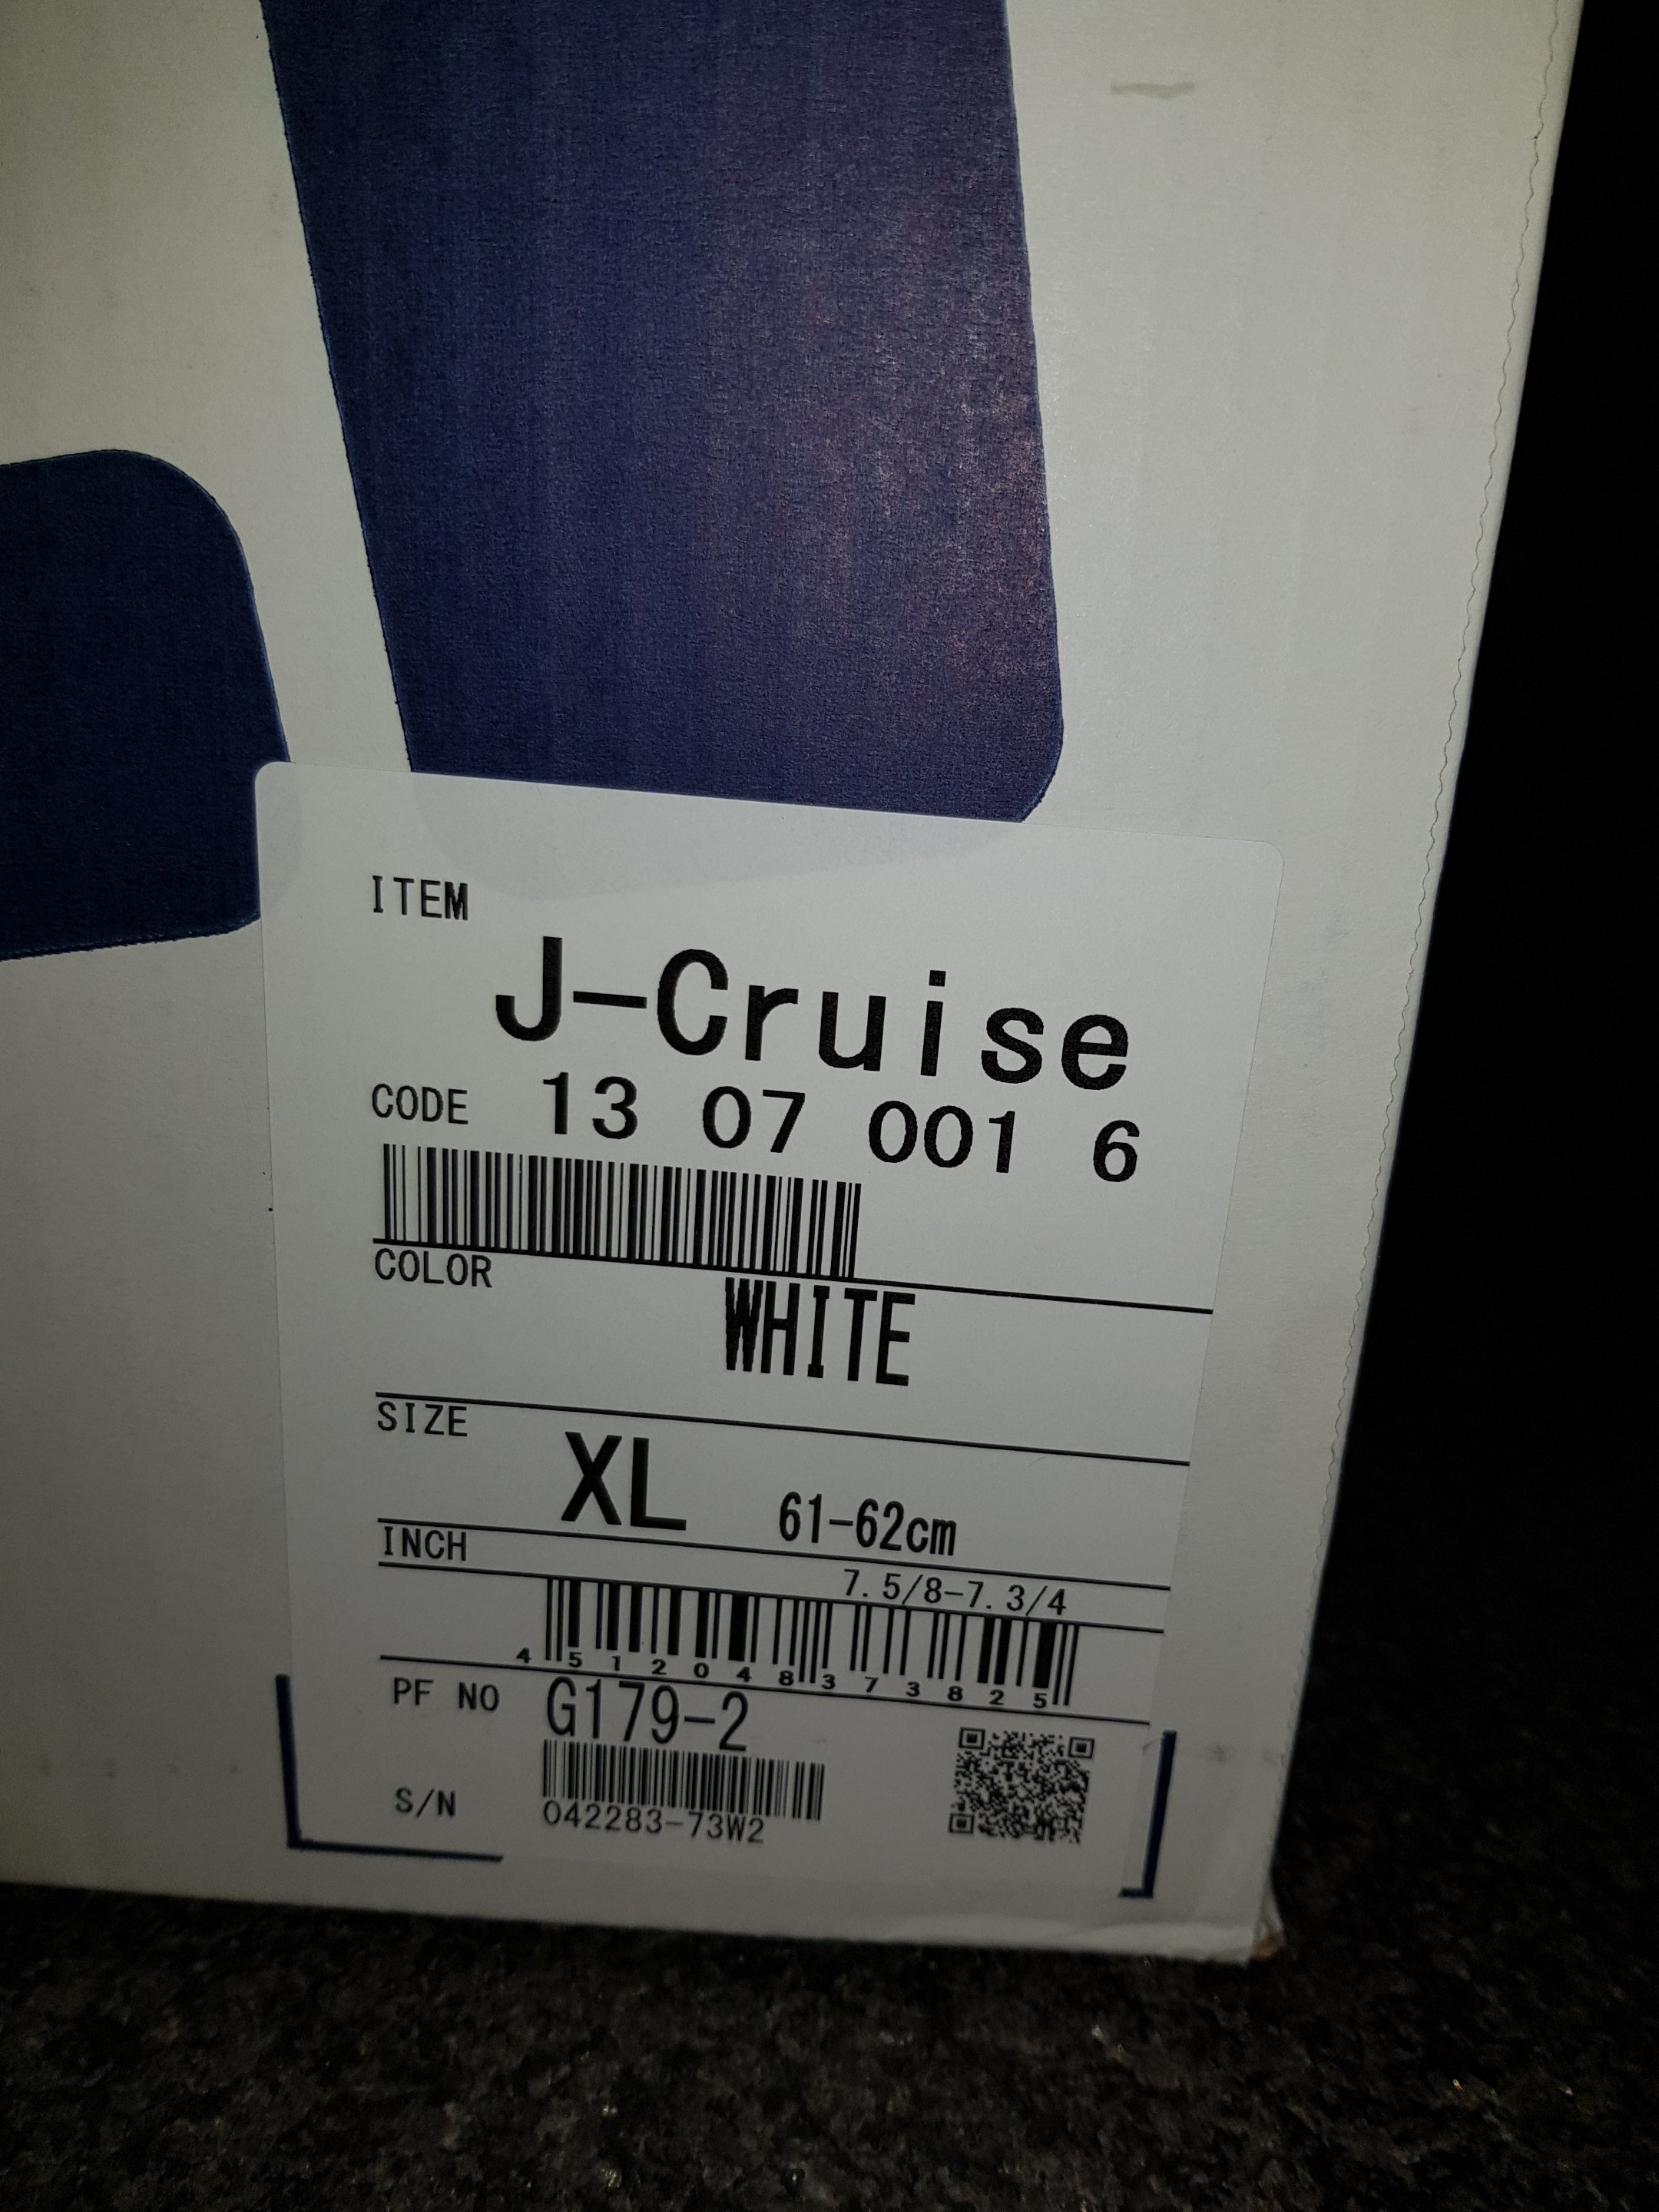 ITEM
J-Cruise
CODE 13 07 001 6
COLOR
WHITE
SIZE
XL 61-62cm
INCH
7.5/8-7.3/4
4 512048 373825
PF NO G179-2
S/N
042283-73W2